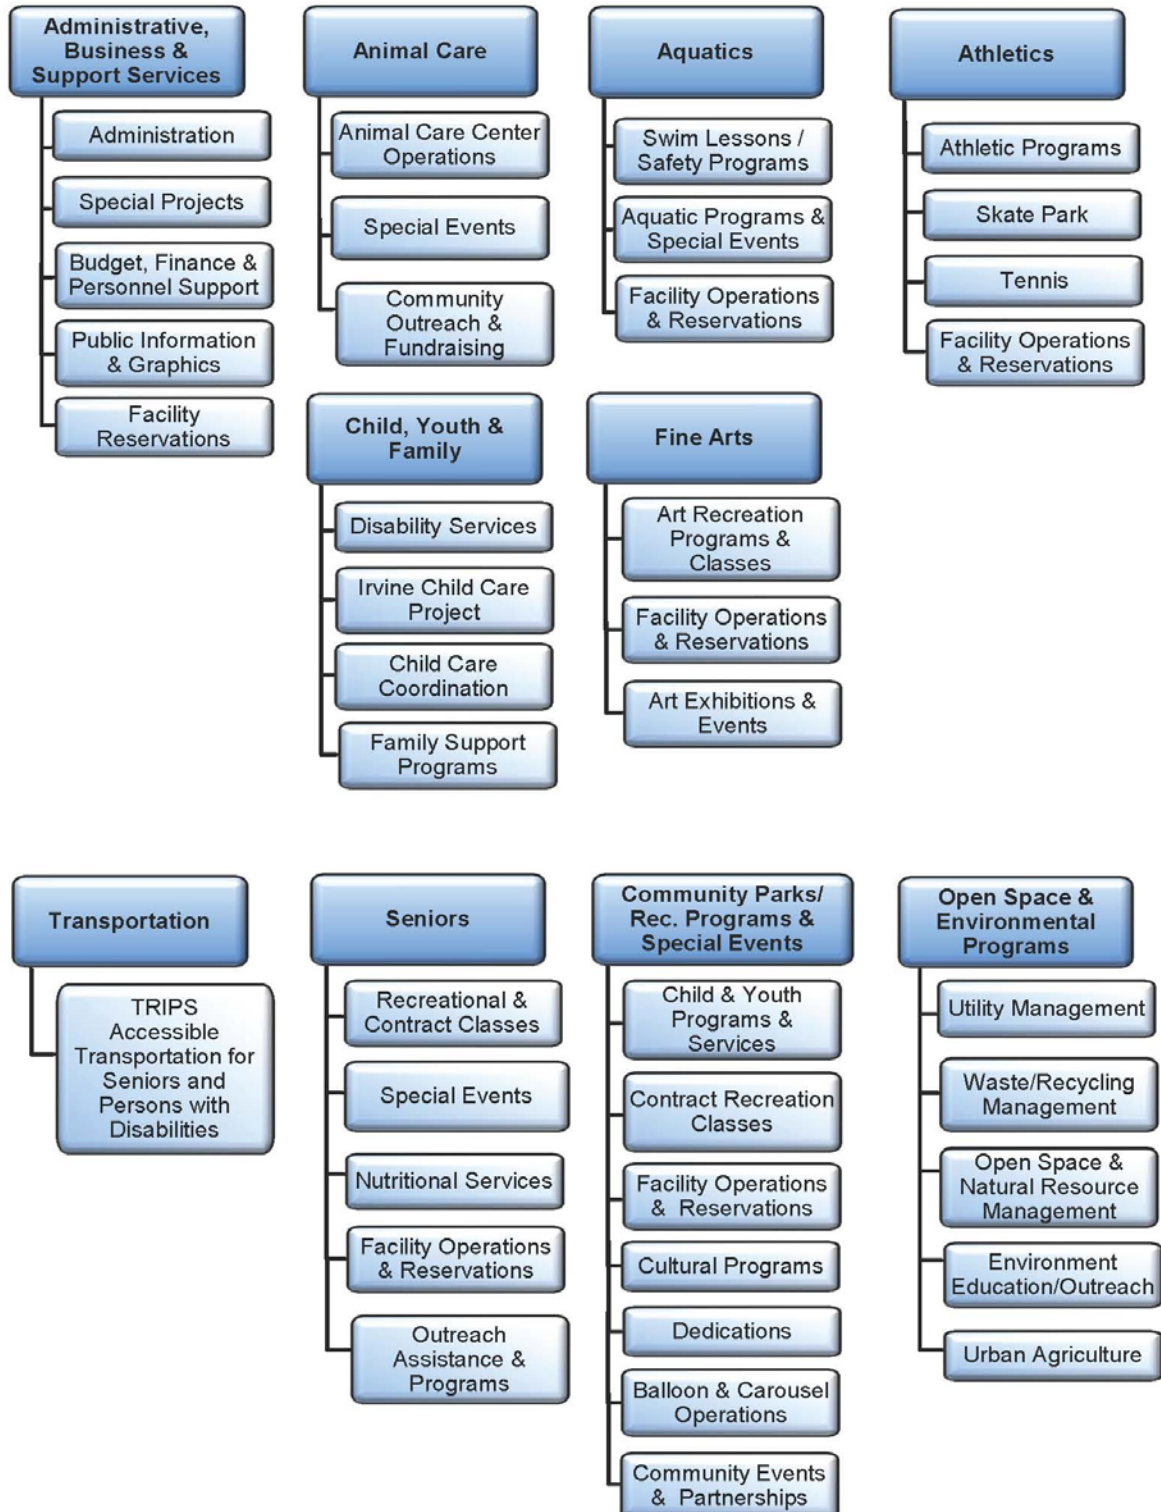 Administrative,
Business &
Support Services
Administration
Special Projects
Budget, Finance &
Personnel Support
Public Information
& Graphics
Facility
Reservations
Animal Care
Animal Care Center
Operations
Special Events
Community
Outreach &
Fundraising
Aquatics
Swim Lessons /
Safety Programs
Aquatic Programs &
Special Events
Facility Operations
& Reservations
Athletics
Athletic Programs
Skate Park
Tennis
Facility Operations
& Reservations
Child, Youth &
Family
Disability Services
Irvine Child Care
Project
Child Care
Coordination
Family Support
Programs
Fine Arts
Art Recreation
Programs &
Classes
Facility Operations
& Reservations
Art Exhibitions &
Events
Transportation
TRIPS
Accessible
Transportation for
Seniors and
Persons with
Disabilities
Seniors
Recreational &
Contract Classes
Special Events
Nutritional Services
Facility Operations
& Reservations
Outreach
Assistance &
Programs
Community Parks/
Rec. Programs &
Special Events
Child & Youth
Programs &
Services
Contract Recreation
Classes
Facility Operations
& Reservations
Cultural Programs
Dedications
Balloon & Carousel
Operations
Community Events
& Partnerships
Open Space &
Environmental
Programs
Utility Management
Waste/Recycling
Management
Open Space &
Natural Resource
Management
Environment
Education/Outreach
Urban Agriculture